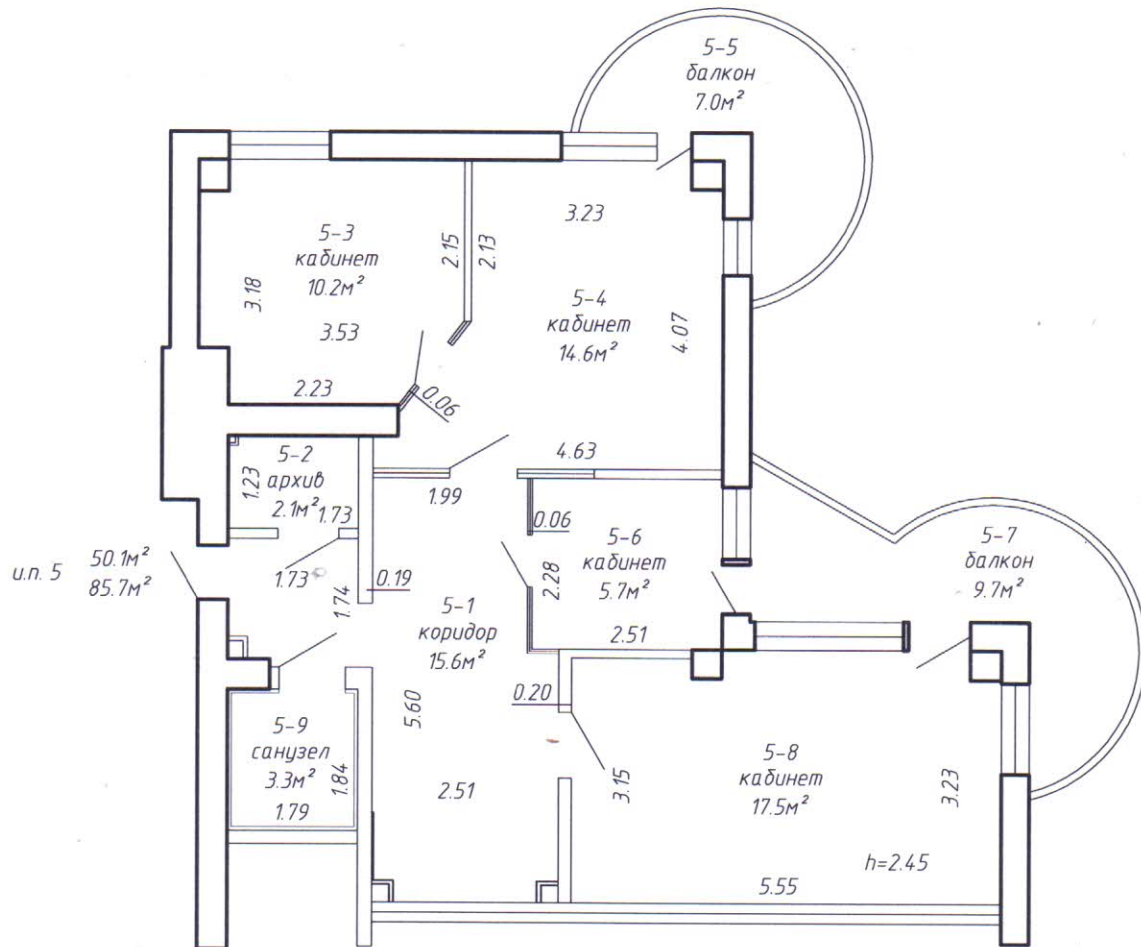 5-5
балкон
7.0м²
3.23
5-3
кабинет
10.2м²
2.15
2.13
3.18
3.53
5-4
кабинет
14.6м²
4.07
2.23
0.06
5-2
архив
2.1м²
1.23
1.73
4.63
1.99
0.06
5-6
кабинет
5.7м²
2.28
2.51
5-7
балкон
9.7м²
и.п. 5
50.1м²
85.7м²
1.73
1.74
0.19
5-1
коридор
15.6м²
5.60
2.51
0.20
5-9
санузел
3.3м²
1.84
1.79
5-8
кабинет
17.5м²
3.15
3.23
h=2.45
5.55